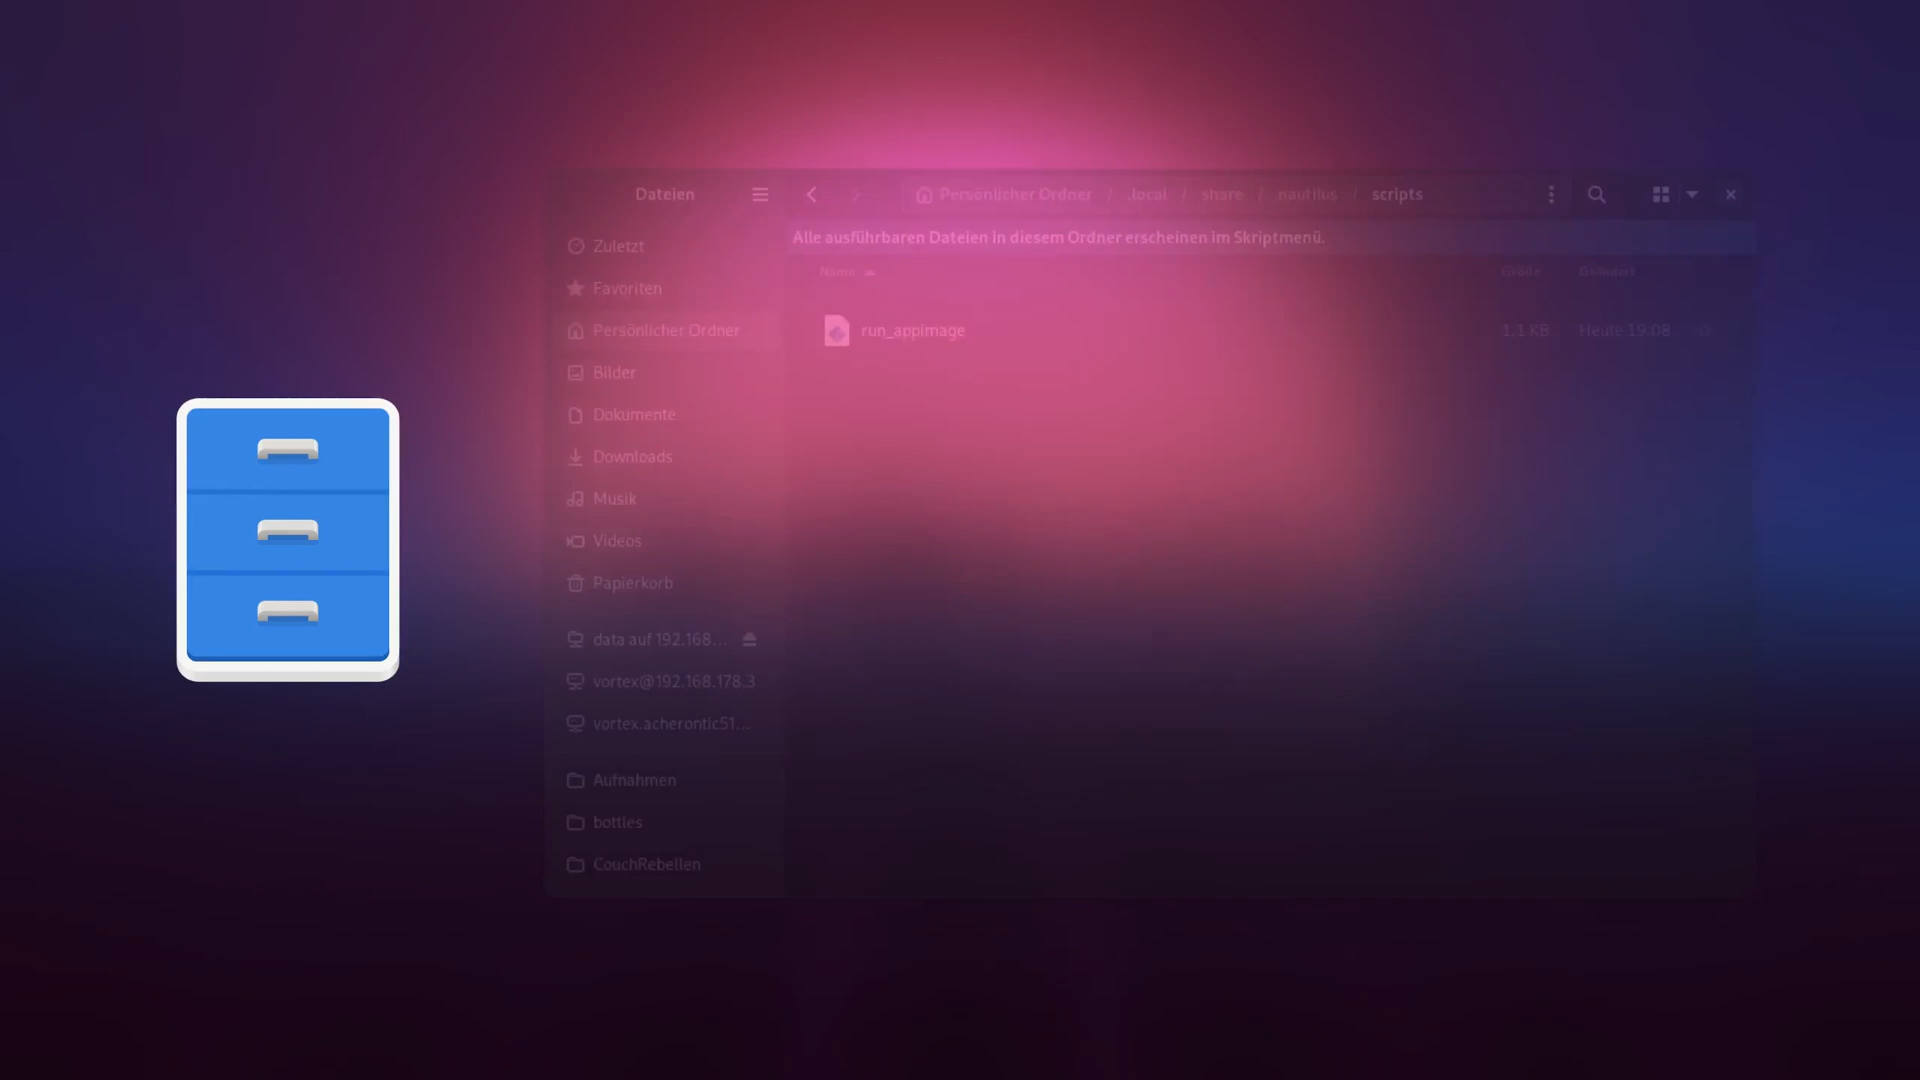 Dateien
Persönlicher Ordner / .local / share / nautilus / scripts
Alle ausführbaren Dateien in diesem Ordner erscheinen im Skriptmenü.
Name Größe Geändert
run_appimage 1,1 KB Heute 19:08
Zuletzt
Favoriten
Persönlicher Ordner
Bilder
Dokumente
Downloads
Musik
Videos
Papierkorb
data auf 192.168…
vortex@192.168.178.3
vortex.acherontic51…
Aufnahmen
bottles
CouchRebellen